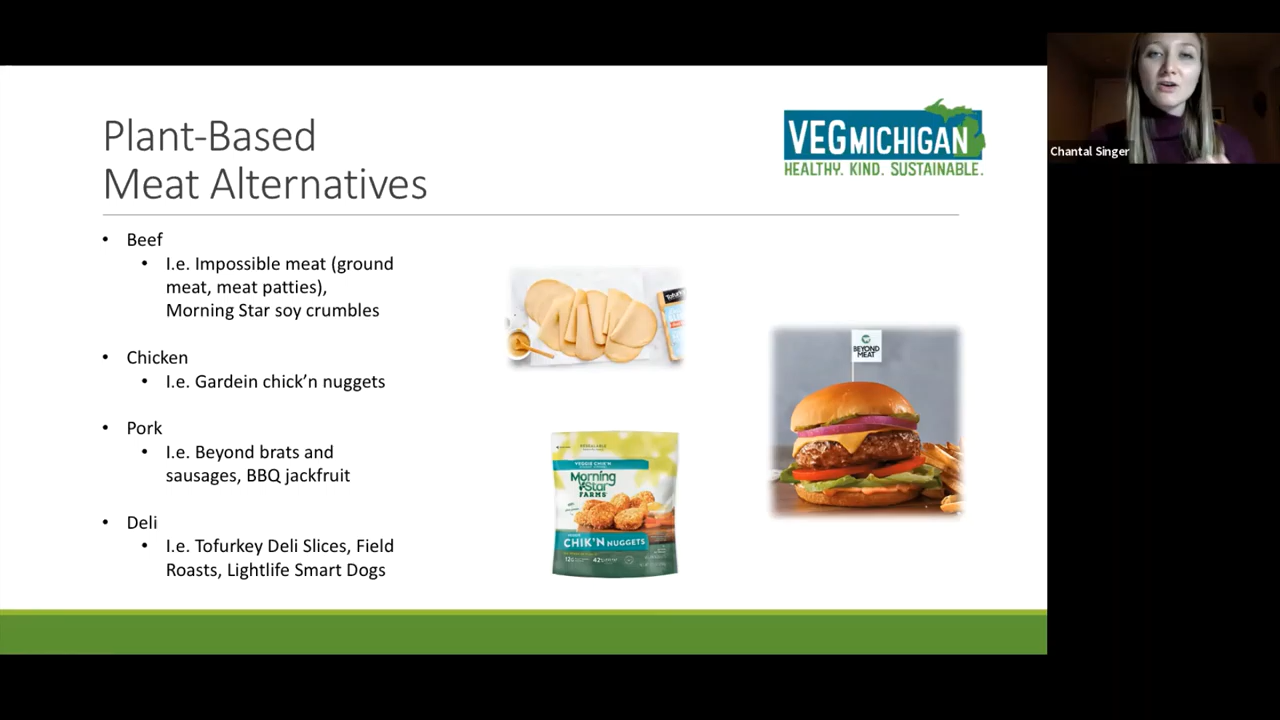 Plant-Based
Meat Alternatives
VEGMICHIGAN
HEALTHY. KIND. SUSTAINABLE.
Chantal Singer
• Beef
• I.e. Impossible meat (ground
meat, meat patties),
Morning Star soy crumbles
• Chicken
• I.e. Gardein chick’n nuggets
• Pork
• I.e. Beyond brats and
sausages, BBQ jackfruit
• Deli
• I.e. Tofurkey Deli Slices, Field
Roasts, Lightlife Smart Dogs
BEYOND
MEAT
VEGGIE CHIK'N
Morning
Star
FARMS
CHIK'N NUGGETS